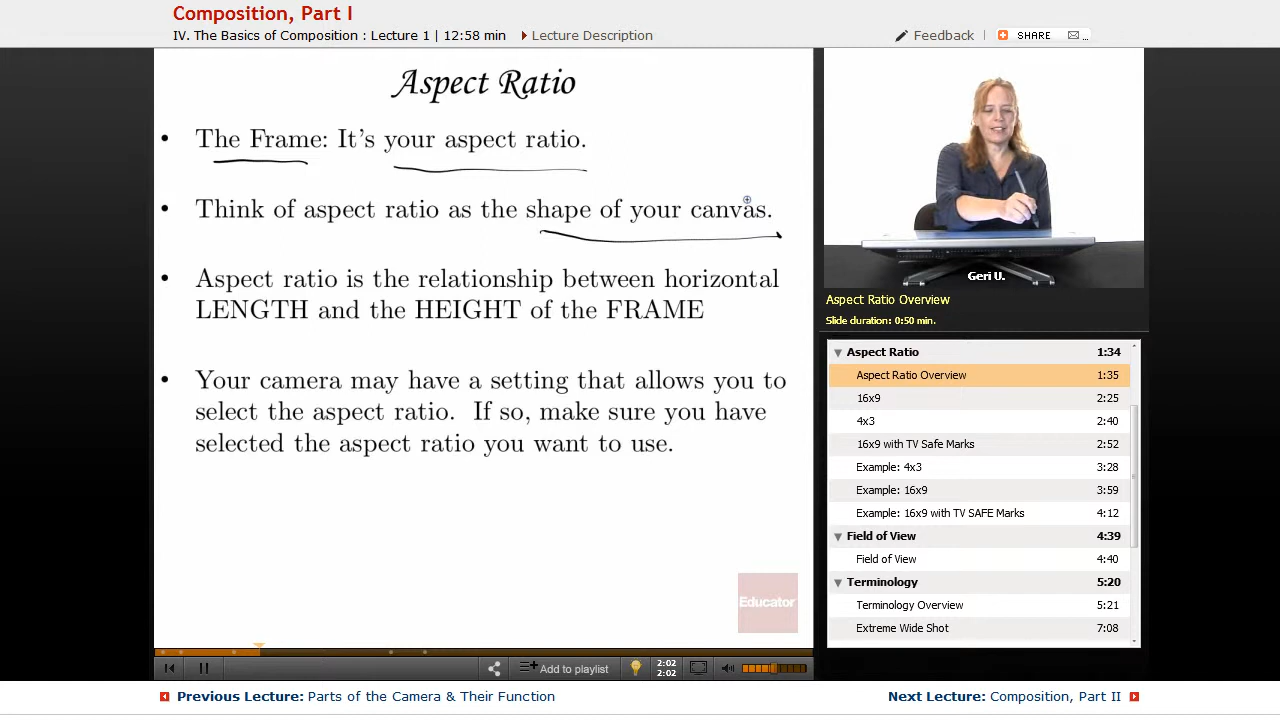 Composition, Part I
IV. The Basics of Composition : Lecture 1 | 12:58 min
Lecture Description
Feedback
SHARE
Aspect Ratio
• The Frame: It's your aspect ratio.
• Think of aspect ratio as the shape of your canvas.
• Aspect ratio is the relationship between horizontal
LENGTH and the HEIGHT of the FRAME
• Your camera may have a setting that allows you to
select the aspect ratio. If so, make sure you have
selected the aspect ratio you want to use.
Educator
Geri U.
Aspect Ratio Overview
Slide duration: 0:50 min.
Aspect Ratio 1:34
Aspect Ratio Overview 1:35
16x9 2:25
4x3 2:40
16x9 with TV Safe Marks 2:52
Example: 4x3 3:28
Example: 16x9 3:59
Example: 16x9 with TV SAFE Marks 4:12
Field of View 4:39
Field of View 4:40
Terminology 5:20
Terminology Overview 5:21
Extreme Wide Shot 7:08
Add to playlist
2:02
2:02
Previous Lecture: Parts of the Camera & Their Function
Next Lecture: Composition, Part II